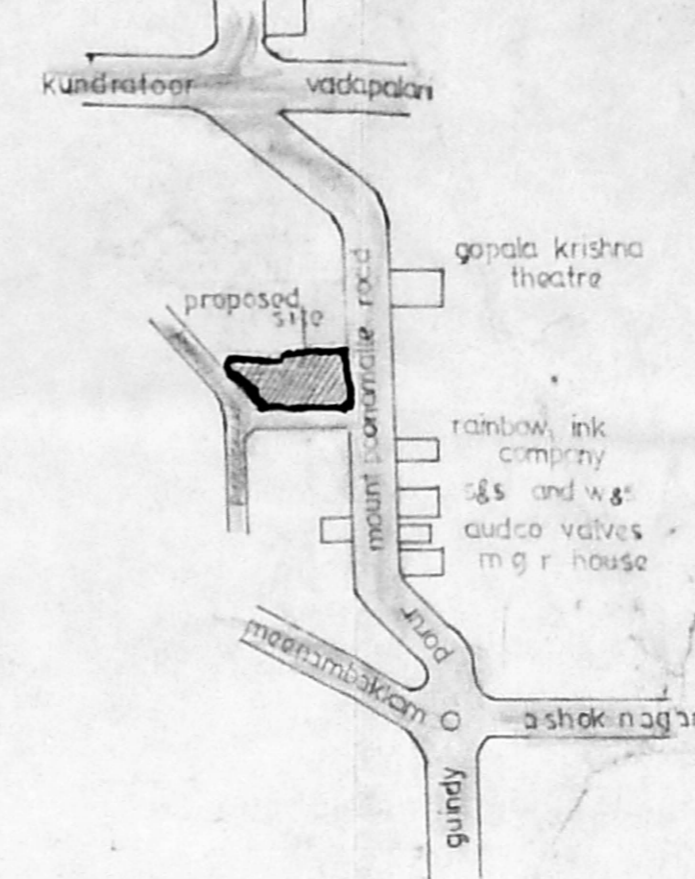 kundratoor
vadapalani
gopala krishna
theatre
proposed
site
mount poonamalle road
rainbow ink
company
s&s and w&s
audco valves
m g r house
porur
meenambakkam
ashok nagar
guindy